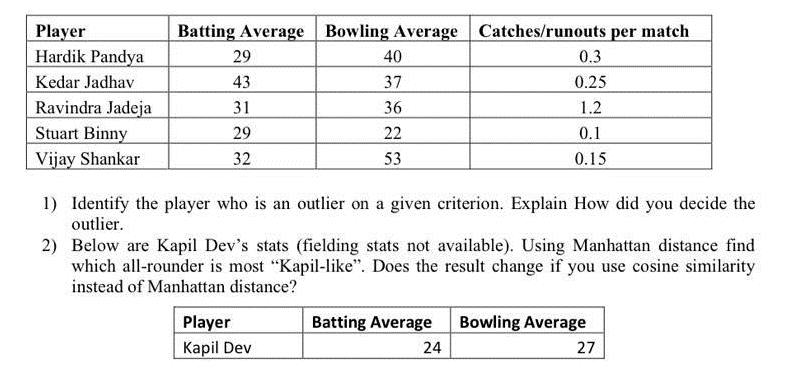 Player Batting Average Bowling Average Catches/runouts per match
Hardik Pandya 29 40 0.3
Kedar Jadhav 43 37 0.25
Ravindra Jadeja 31 36 1.2
Stuart Binny 29 22 0.1
Vijay Shankar 32 53 0.15
1) Identify the player who is an outlier on a given criterion. Explain How did you decide the
outlier.
2) Below are Kapil Dev's stats (fielding stats not available). Using Manhattan distance find
which all-rounder is most “Kapil-like”. Does the result change if you use cosine similarity
instead of Manhattan distance?
Player Batting Average Bowling Average
Kapil Dev 24 27